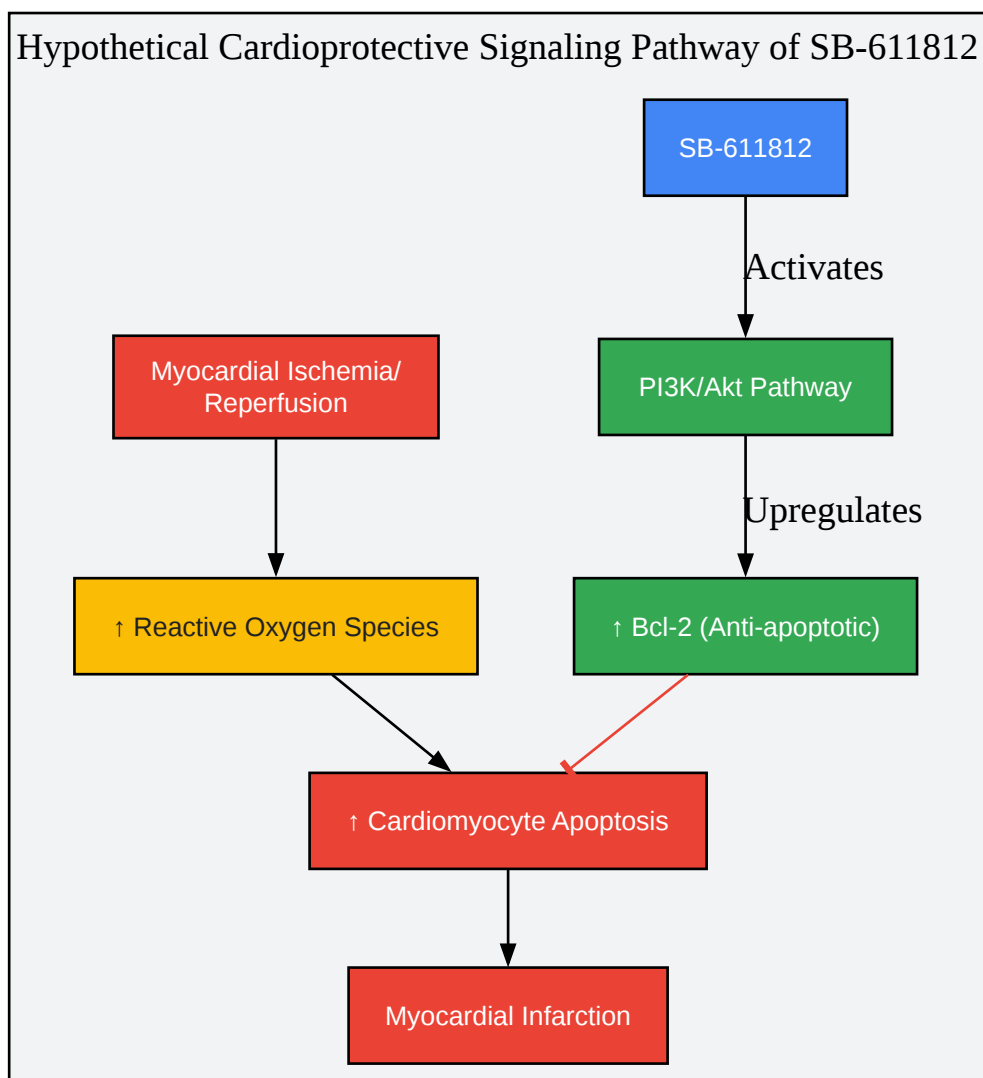 Hypothetical Cardioprotective Signaling Pathway of SB-611812
SB-611812
Activates
Myocardial Ischemia/
Reperfusion
PI3K/Akt Pathway
Upregulates
↑ Reactive Oxygen Species
↑ Bcl-2 (Anti-apoptotic)
↑ Cardiomyocyte Apoptosis
Myocardial Infarction